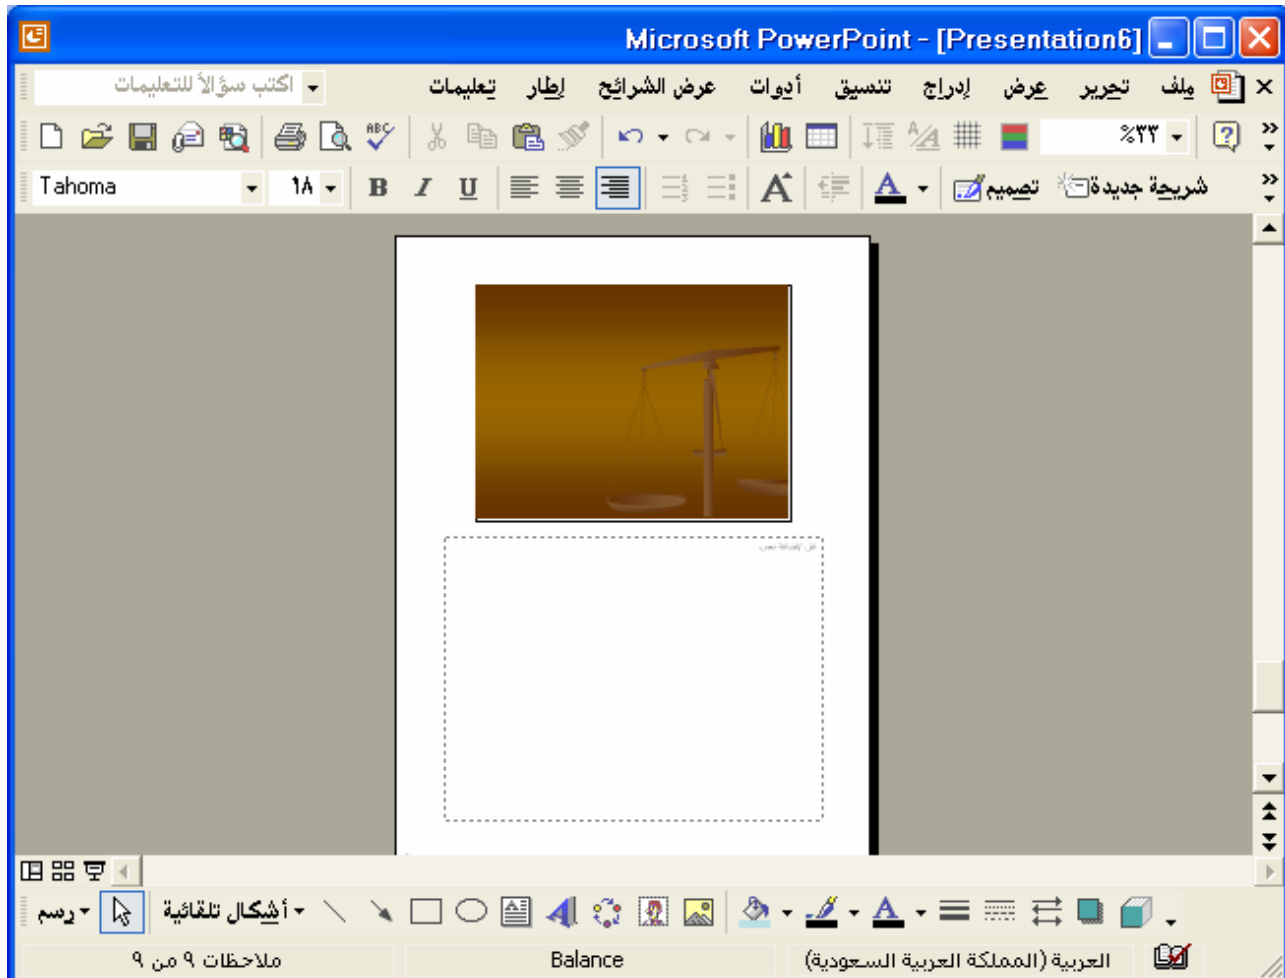 Microsoft PowerPoint - [Presentation6]
ملف تحرير عرض إدراج تنسيق أدوات عرض الشرائح إطار تعليمات اكتب سؤالاً للتعليمات
ABC ٣٣%
Tahoma ١٨ B I U A A تصميم شريحة جديدة
رسم أشكال تلقائية A A
ملاحظات ٩ من ٩ Balance العربية (المملكة العربية السعودية)